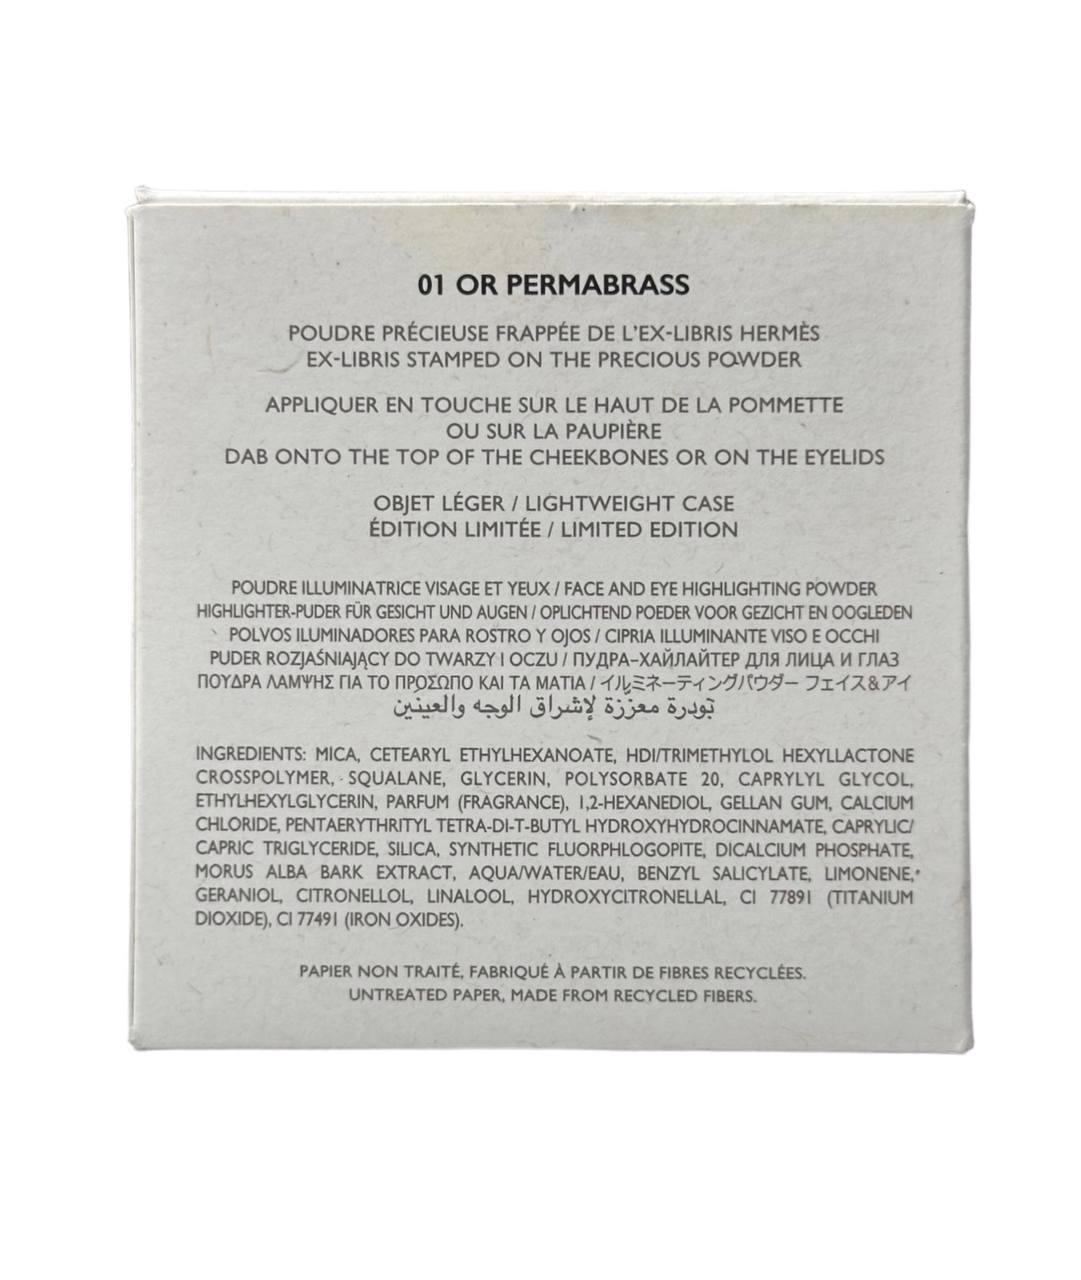 01 OR PERMABRASS
POUDRE PRÉCIEUSE FRAPPÉE DE L'EX-LIBRIS HERMÈS
EX-LIBRIS STAMPED ON THE PRECIOUS POWDER
APPLIQUER EN TOUCHE SUR LE HAUT DE LA POMMETTE
OU SUR LA PAUPIÈRE
DAB ONTO THE TOP OF THE CHEEKBONES OR ON THE EYELIDS
OBJET LÉGER / LIGHTWEIGHT CASE
ÉDITION LIMITÉE / LIMITED EDITION
POUDRE ILLUMINATRICE VISAGE ET YEUX / FACE AND EYE HIGHLIGHTING POWDER
HIGHLIGHTER-PUDER FÜR GESICHT UND AUGEN / OPLICHTEND POEDER VOOR GEZICHT EN OOGLEDEN
POLVOS ILUMINADORES PARA ROSTRO Y OJOS / CIPRIA ILLUMINANTE VISO E OCCHI
PUDER ROZJAŚNIAJĄCY DO TWARZY I OCZU / ПУДРА-ХАЙЛАЙТЕР ДЛЯ ЛИЦА И ГЛАЗ
ΠΟΥΔΡΑ ΛΑΜΨΗΣ ΓΙΑ ΤΟ ΠΡΟΣΩΠΟ ΚΑΙ ΤΑ ΜΑΤΙΑ / イルミネーティングパウダー フェイス&アイ
بودرة معزّزة لإشراق الوجه والعينين
INGREDIENTS: MICA, CETEARYL ETHYLHEXANOATE, HDI/TRIMETHYLOL HEXYLLACTONE
CROSSPOLYMER, SQUALANE, GLYCERIN, POLYSORBATE 20, CAPRYLYL GLYCOL,
ETHYLHEXYLGLYCERIN, PARFUM (FRAGRANCE), 1,2-HEXANEDIOL, GELLAN GUM, CALCIUM
CHLORIDE, PENTAERYTHRITYL TETRA-DI-T-BUTYL HYDROXYHYDROCINNAMATE, CAPRYLIC/
CAPRIC TRIGLYCERIDE, SILICA, SYNTHETIC FLUORPHLOGOPITE, DICALCIUM PHOSPHATE,
MORUS ALBA BARK EXTRACT, AQUA/WATER/EAU, BENZYL SALICYLATE, LIMONENE,
GERANIOL, CITRONELLOL, LINALOOL, HYDROXYCITRONELLAL, CI 77891 (TITANIUM
DIOXIDE), CI 77491 (IRON OXIDES).
PAPIER NON TRAITÉ, FABRIQUÉ À PARTIR DE FIBRES RECYCLÉES.
UNTREATED PAPER, MADE FROM RECYCLED FIBERS.